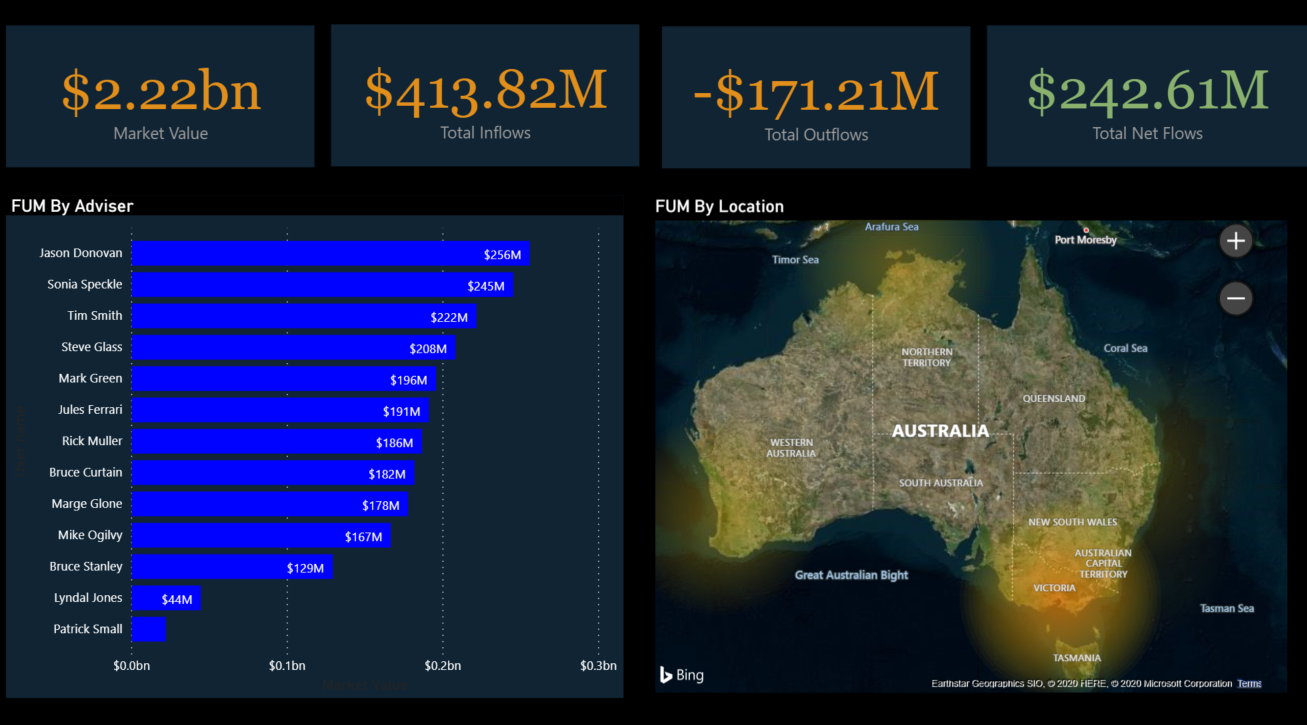 $2.22bn
Market Value
$413.82M
Total Inflows
-$171.21M
Total Outflows
$242.61M
Total Net Flows
FUM By Adviser
Jason Donovan $256M
Sonia Speckle $245M
Tim Smith $222M
Steve Glass $208M
Mark Green $196M
Jules Ferrari $191M
Rick Muller $186M
Bruce Curtain $182M
Marge Glone $178M
Mike Ogilvy $167M
Bruce Stanley $129M
Lyndal Jones $44M
Patrick Small
$0.0bn $0.1bn $0.2bn $0.3bn
Market Value
FUM By Location
Arafura Sea
Port Moresby
Timor Sea
Coral Sea
NORTHERN
TERRITORY
QUEENSLAND
AUSTRALIA
WESTERN
AUSTRALIA
SOUTH AUSTRALIA
NEW SOUTH WALES
AUSTRALIAN
CAPITAL
TERRITORY
Great Australian Bight
VICTORIA
Tasman Sea
TASMANIA
Bing
Earthstar Geographics SIO, © 2020 HERE, © 2020 Microsoft Corporation Terms